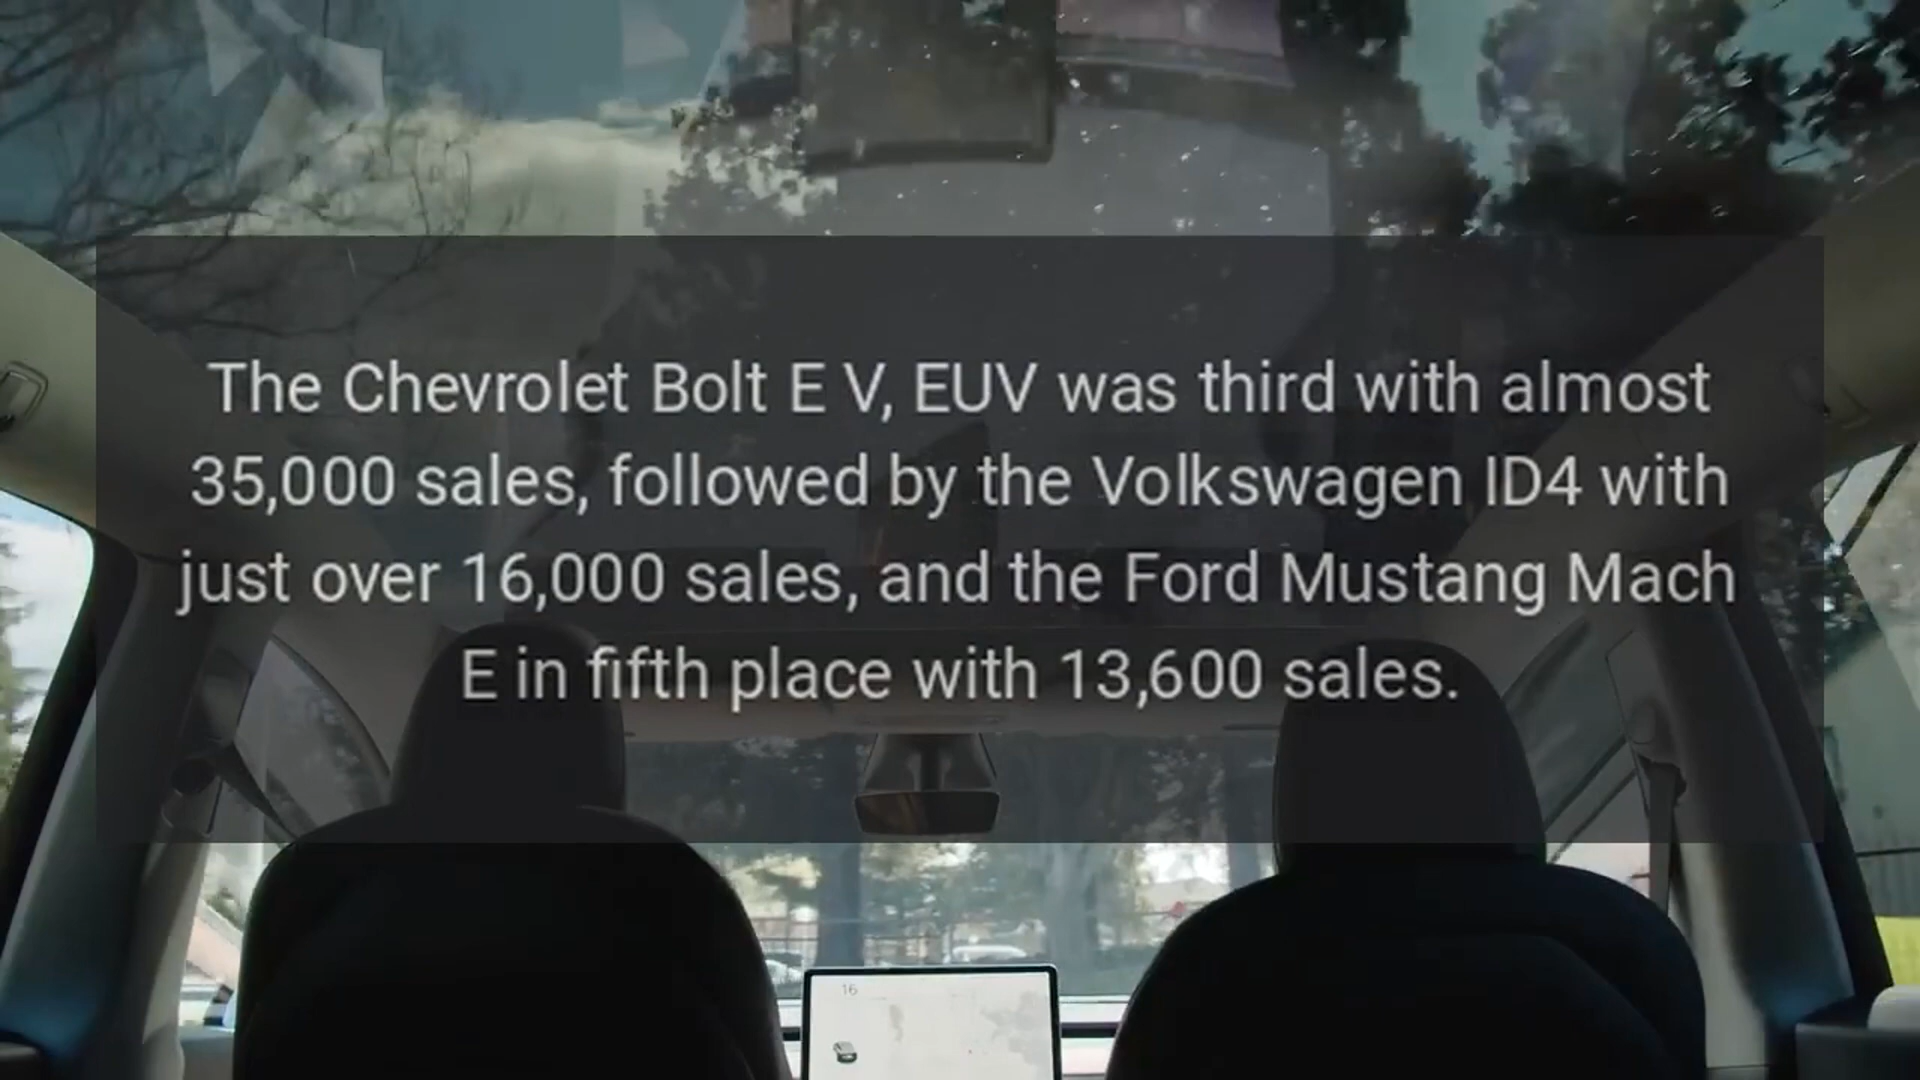 The Chevrolet Bolt E V, EUV was third with almost
35,000 sales, followed by the Volkswagen ID4 with
just over 16,000 sales, and the Ford Mustang Mach
E in fifth place with 13,600 sales.
16